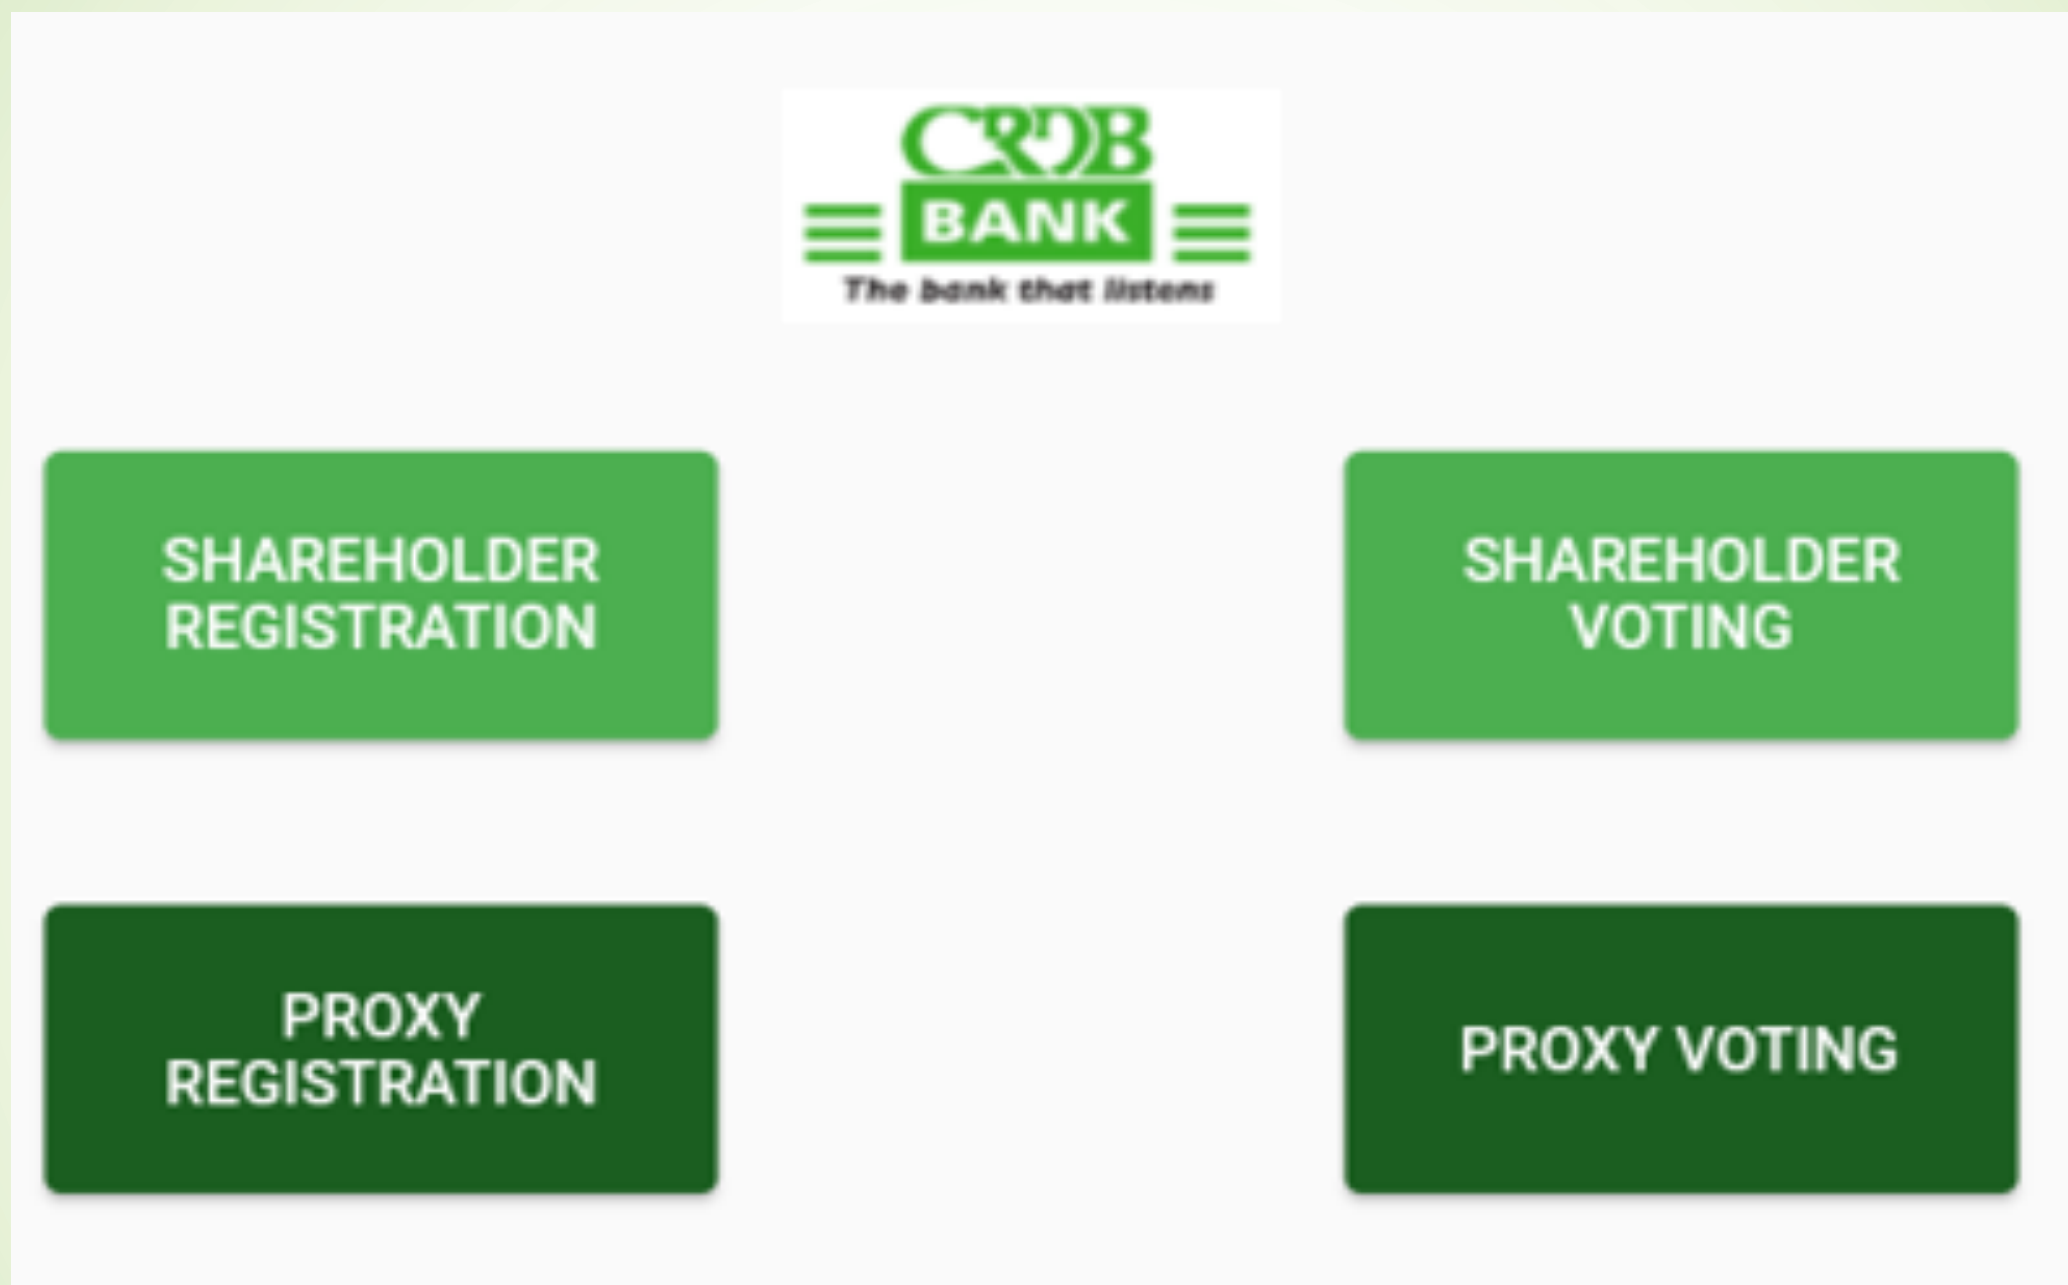 CRDB
BANK
The bank that listens
SHAREHOLDER
REGISTRATION
SHAREHOLDER
VOTING
PROXY
REGISTRATION
PROXY VOTING